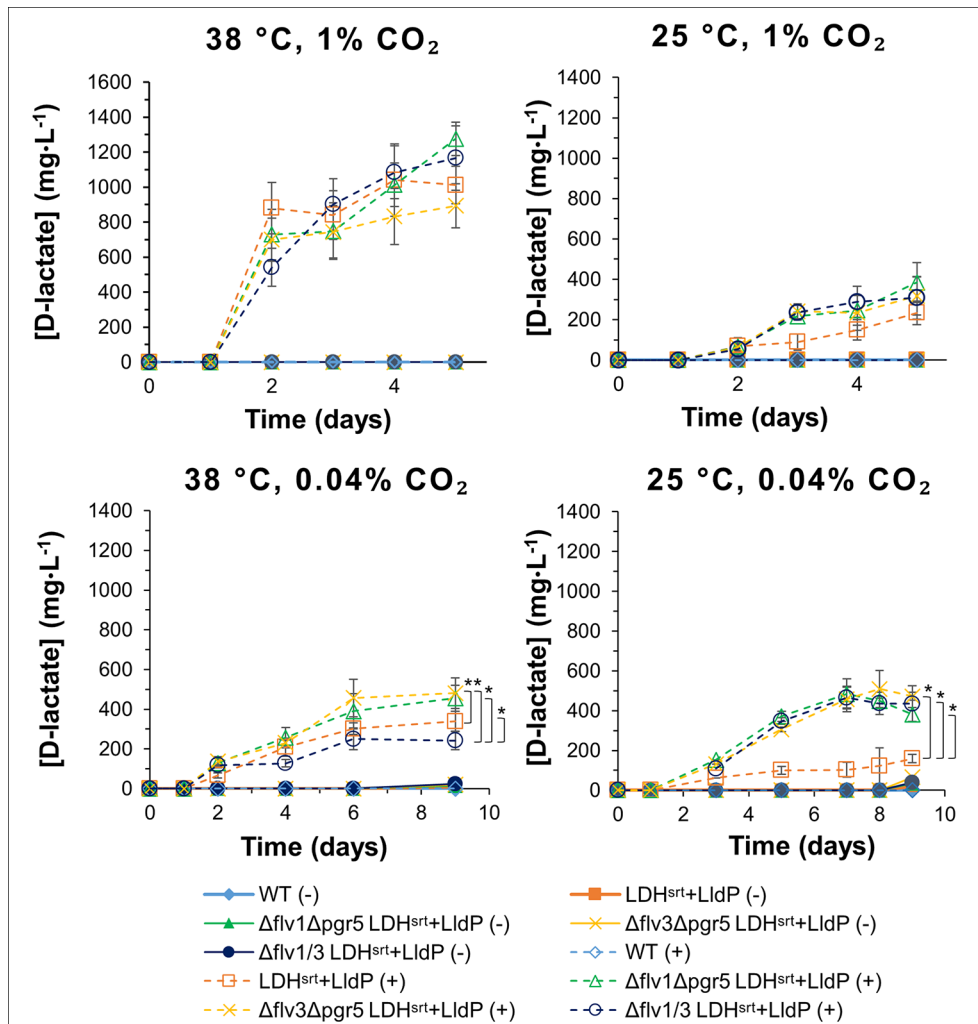 38 °C, 1% CO₂
[D-lactate] (mg·L⁻¹)
1600
1400
1200
1000
800
600
400
200
0
0 2 4
Time (days)
25 °C, 1% CO₂
[D-lactate] (mg·L⁻¹)
1400
1200
1000
800
600
400
200
0
0 2 4
Time (days)
38 °C, 0.04% CO₂
[D-lactate] (mg·L⁻¹)
1400
1200
1000
800
600
400
200
0
** * *
0 2 4 6 8 10
Time (days)
25 °C, 0.04% CO₂
[D-lactate] (mg·L⁻¹)
1400
1200
1000
800
600
400
200
0
* * *
0 2 4 6 8 10
Time (days)
WT (-) LDHˢʳᵗ+LldP (-)
Δflv1Δpgr5 LDHˢʳᵗ+LldP (-) Δflv3Δpgr5 LDHˢʳᵗ+LldP (-)
Δflv1/3 LDHˢʳᵗ+LldP (-) WT (+)
LDHˢʳᵗ+LldP (+) Δflv1Δpgr5 LDHˢʳᵗ+LldP (+)
Δflv3Δpgr5 LDHˢʳᵗ+LldP (+) Δflv1/3 LDHˢʳᵗ+LldP (+)